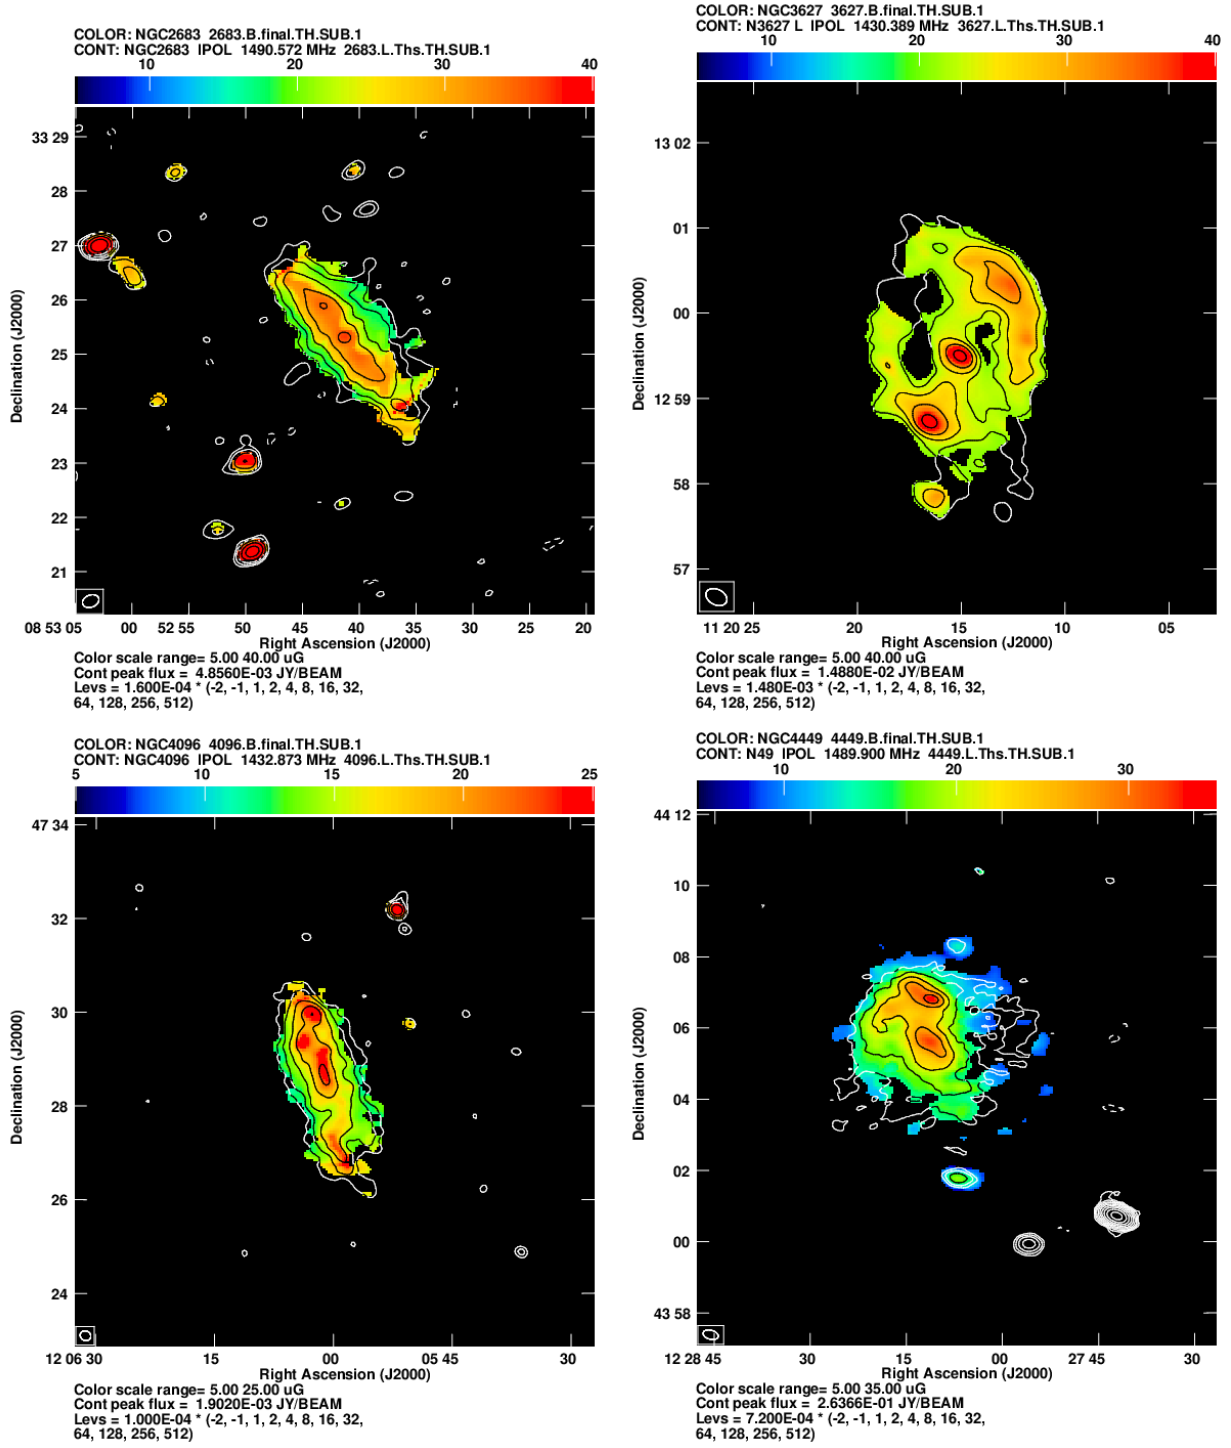 COLOR: NGC2683 2683.B.final.TH.SUB.1
CONT: NGC2683 IPOL 1490.572 MHz 2683.L.Ths.TH.SUB.1
10 20 30 40
33 29
28
27
26
25
24
23
22
21
Declination (J2000)
08 53 05 00 52 55 50 45 40 35 30 25 20
Right Ascension (J2000)
Color scale range= 5.00 40.00 uG
Cont peak flux = 4.8560E-03 JY/BEAM
Levs = 1.600E-04 * (-2, -1, 1, 2, 4, 8, 16, 32,
64, 128, 256, 512)
COLOR: NGC3627 3627.B.final.TH.SUB.1
CONT: N3627 L IPOL 1430.389 MHz 3627.L.Ths.TH.SUB.1
10 20 30 40
13 02
01
00
12 59
58
57
Declination (J2000)
11 20 25 20 15 10 05
Right Ascension (J2000)
Color scale range= 5.00 40.00 uG
Cont peak flux = 1.4880E-02 JY/BEAM
Levs = 1.480E-03 * (-2, -1, 1, 2, 4, 8, 16, 32,
64, 128, 256, 512)
COLOR: NGC4096 4096.B.final.TH.SUB.1
CONT: NGC4096 IPOL 1432.873 MHz 4096.L.Ths.TH.SUB.1
5 10 15 20 25
47 34
32
30
28
26
24
Declination (J2000)
12 06 30 15 00 05 45 30
Right Ascension (J2000)
Color scale range= 5.00 25.00 uG
Cont peak flux = 1.9020E-03 JY/BEAM
Levs = 1.000E-04 * (-2, -1, 1, 2, 4, 8, 16, 32,
64, 128, 256, 512)
COLOR: NGC4449 4449.B.final.TH.SUB.1
CONT: N49 IPOL 1489.900 MHz 4449.L.Ths.TH.SUB.1
10 20 30
44 12
10
08
06
04
02
00
43 58
Declination (J2000)
12 28 45 30 15 00 27 45 30
Right Ascension (J2000)
Color scale range= 5.00 35.00 uG
Cont peak flux = 2.6366E-01 JY/BEAM
Levs = 7.200E-04 * (-2, -1, 1, 2, 4, 8, 16, 32,
64, 128, 256, 512)